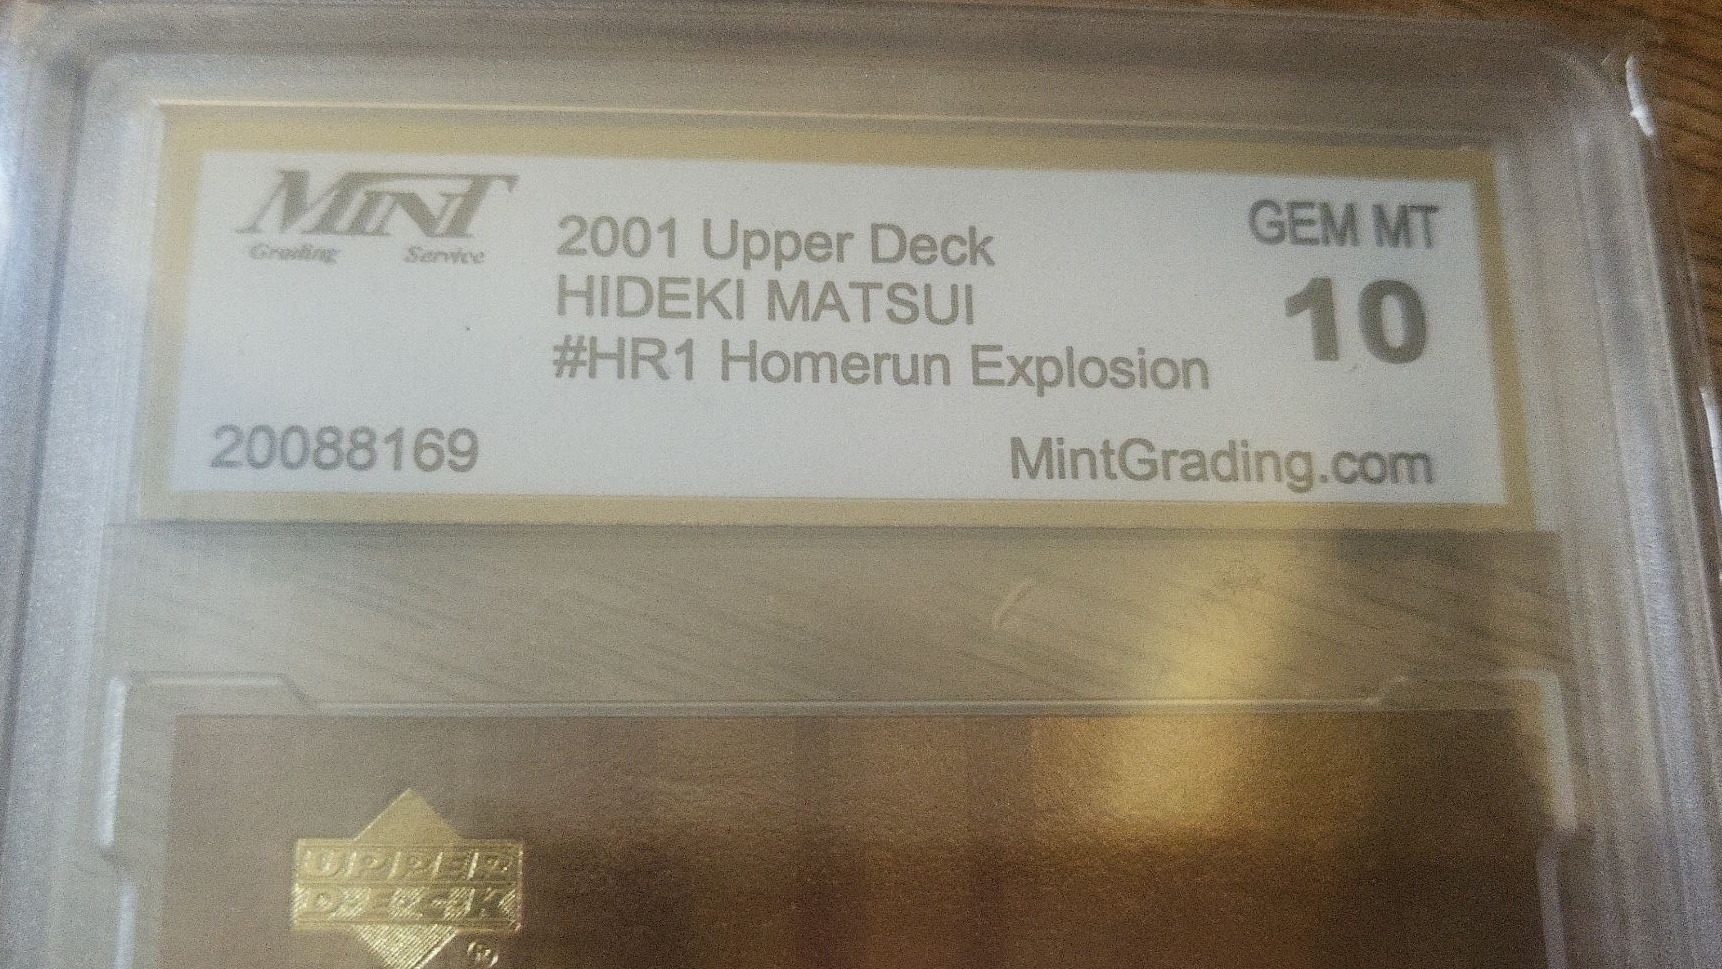 MINT
Grading Service
2001 Upper Deck
HIDEKI MATSUI
#HR1 Homerun Explosion
GEM MT
10
20088169
MintGrading.com
UPPER
DECK
®